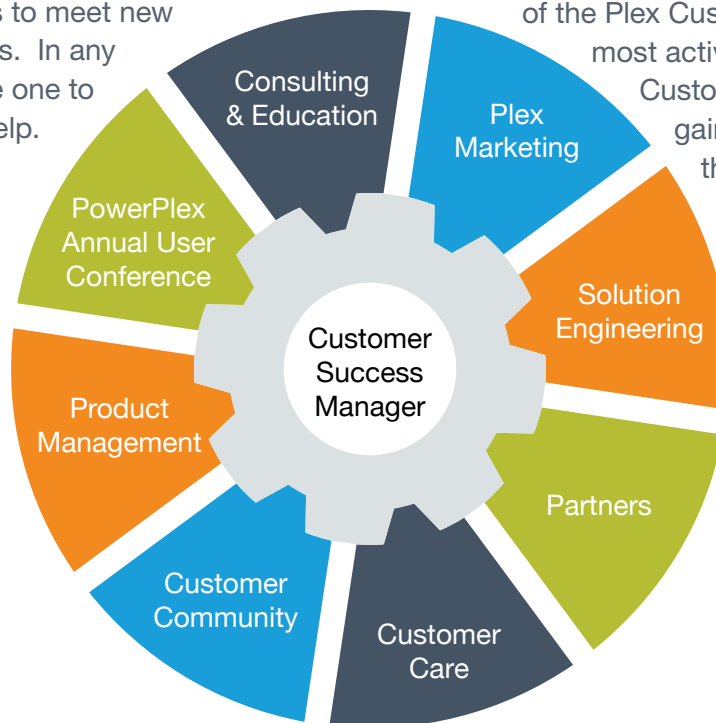 s to meet new
s. In any
e one to
elp.
of the Plex Cus
most activ
Custo
gain
th
Consulting
& Education
Plex
Marketing
PowerPlex
Annual User
Conference
Solution
Engineering
Customer
Success
Manager
Product
Management
Partners
Customer
Community
Customer
Care